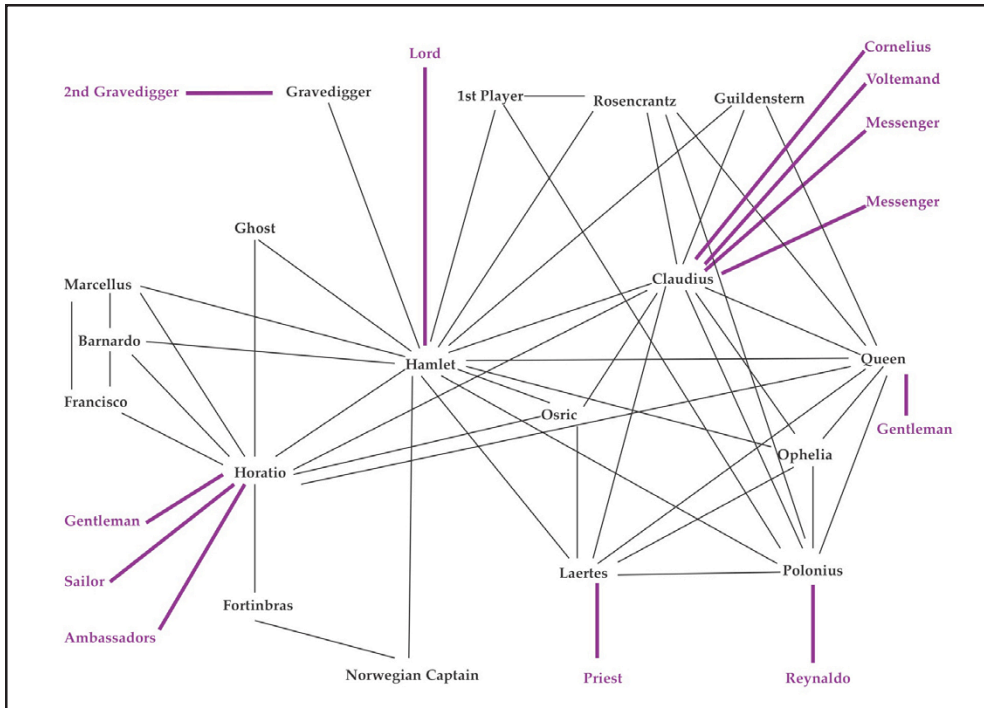 Lord
Cornelius
Voltemand
2nd Gravedigger
Gravedigger
1st Player
Rosencrantz
Guildenstern
Messenger
Messenger
Ghost
Marcellus
Claudius
Barnardo
Hamlet
Queen
Francisco
Osric
Gentleman
Ophelia
Horatio
Gentleman
Laertes
Polonius
Sailor
Fortinbras
Ambassadors
Norwegian Captain
Priest
Reynaldo